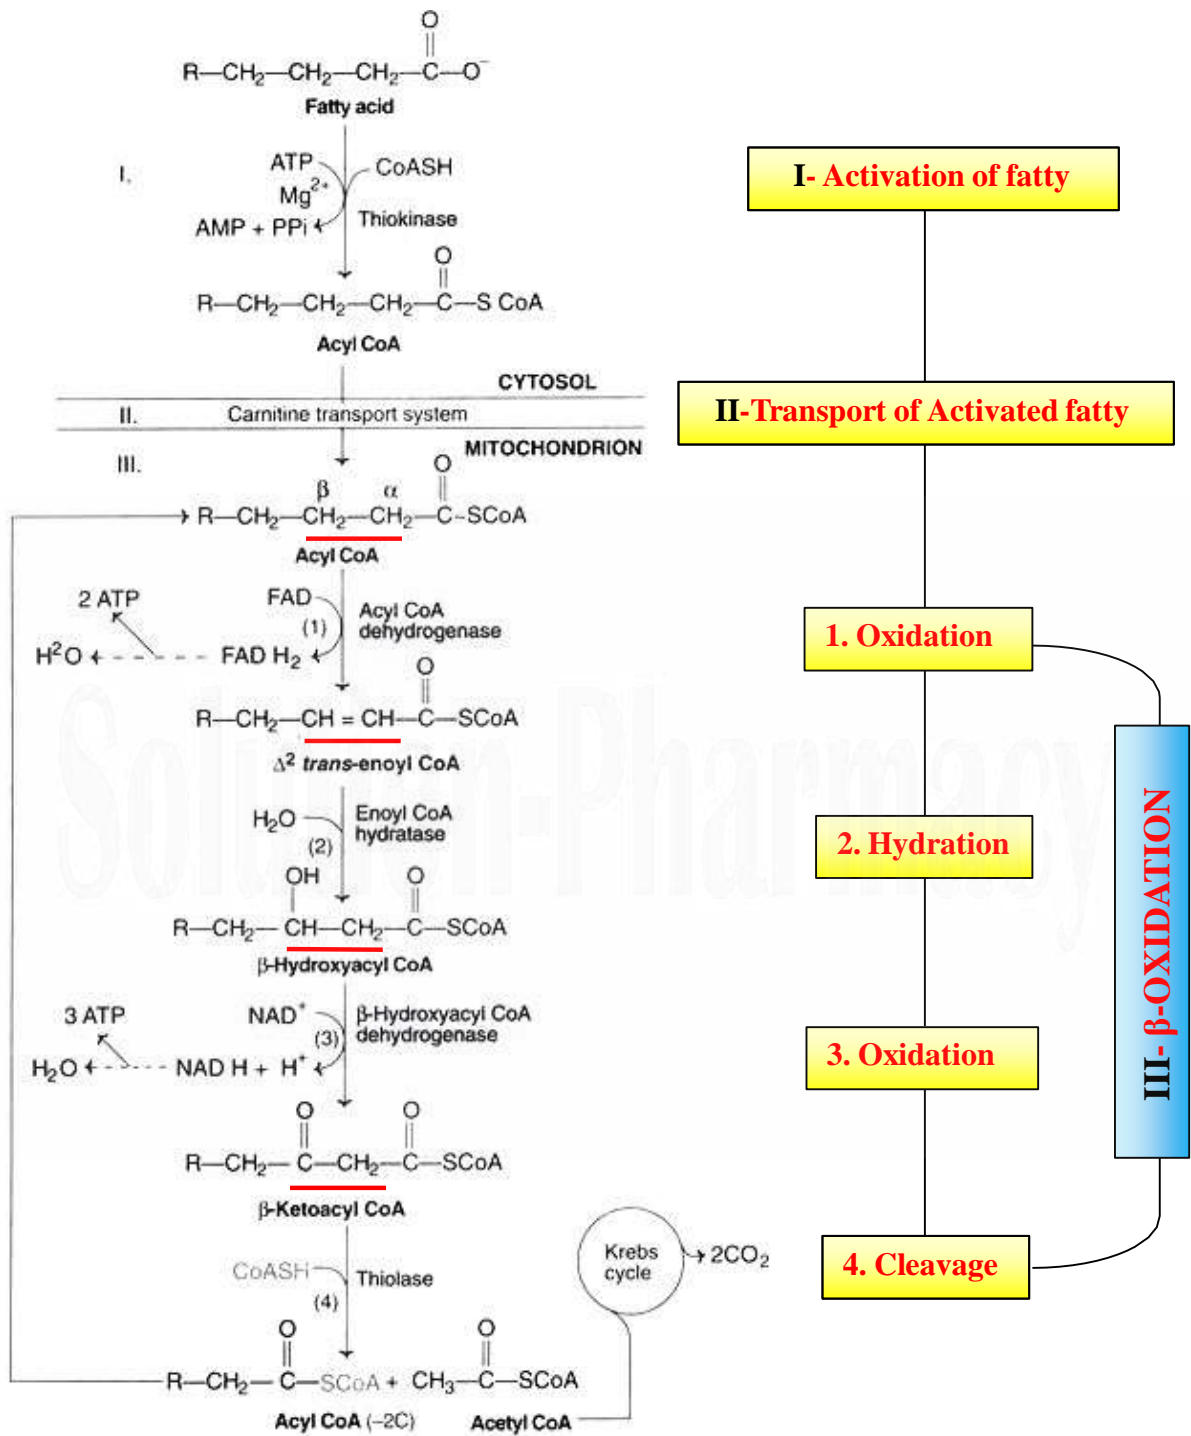 O
R—CH₂—CH₂—CH₂—C—O⁻
Fatty acid
I.
ATP
CoASH
Mg²⁺
AMP + PPi
Thiokinase
O
R—CH₂—CH₂—CH₂—C—S CoA
Acyl CoA
CYTOSOL
II. Carnitine transport system
MITOCHONDRION
III.
O
β α
R—CH₂—CH₂—CH₂—C-SCoA
Acyl CoA
2 ATP
FAD
(1)
Acyl CoA
dehydrogenase
H²O
FAD H₂
O
R—CH₂—CH = CH—C—SCoA
Δ² trans-enoyl CoA
H₂O
(2)
Enoyl CoA
hydratase
OH O
R—CH₂—CH—CH₂—C—SCoA
β-Hydroxyacyl CoA
3 ATP
NAD⁺
(3)
β-Hydroxyacyl CoA
dehydrogenase
H₂O
NAD H + H⁺
O O
R—CH₂—C—CH₂—C—SCoA
β-Ketoacyl CoA
CoASH
(4)
Thiolase
Krebs
cycle
2CO₂
O O
R—CH₂—C—SCoA + CH₃—C—SCoA
Acyl CoA (–2C)
Acetyl CoA
I- Activation of fatty
II-Transport of Activated fatty
1. Oxidation
2. Hydration
3. Oxidation
4. Cleavage
III- β-OXIDATION
Solution-Pharmacy